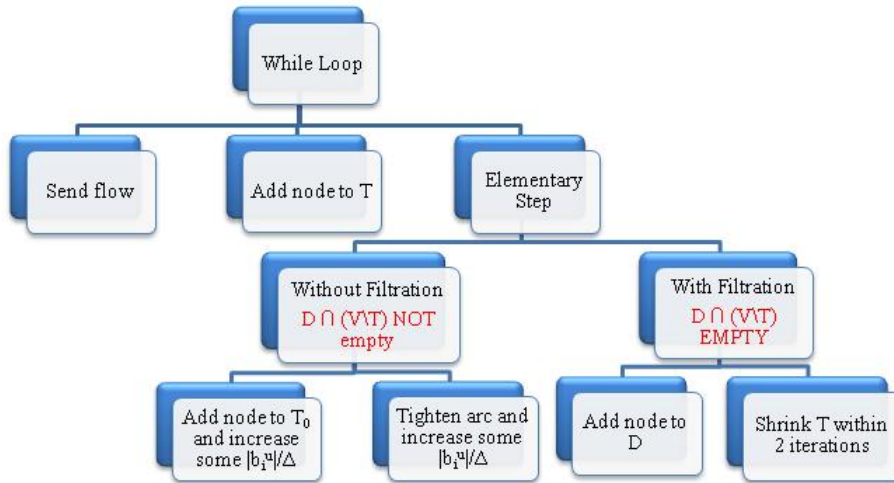 While Loop
Send flow
Add node to T
Elementary
Step
Without Filtration
D ∩ (V\T) NOT
empty
With Filtration
D ∩ (V\T)
EMPTY
Add node to T₀
and increase
some |bᵢᵘ|/Δ
Tighten arc and
increase some
|bᵢᵘ|/Δ
Add node to
D
Shrink T within
2 iterations